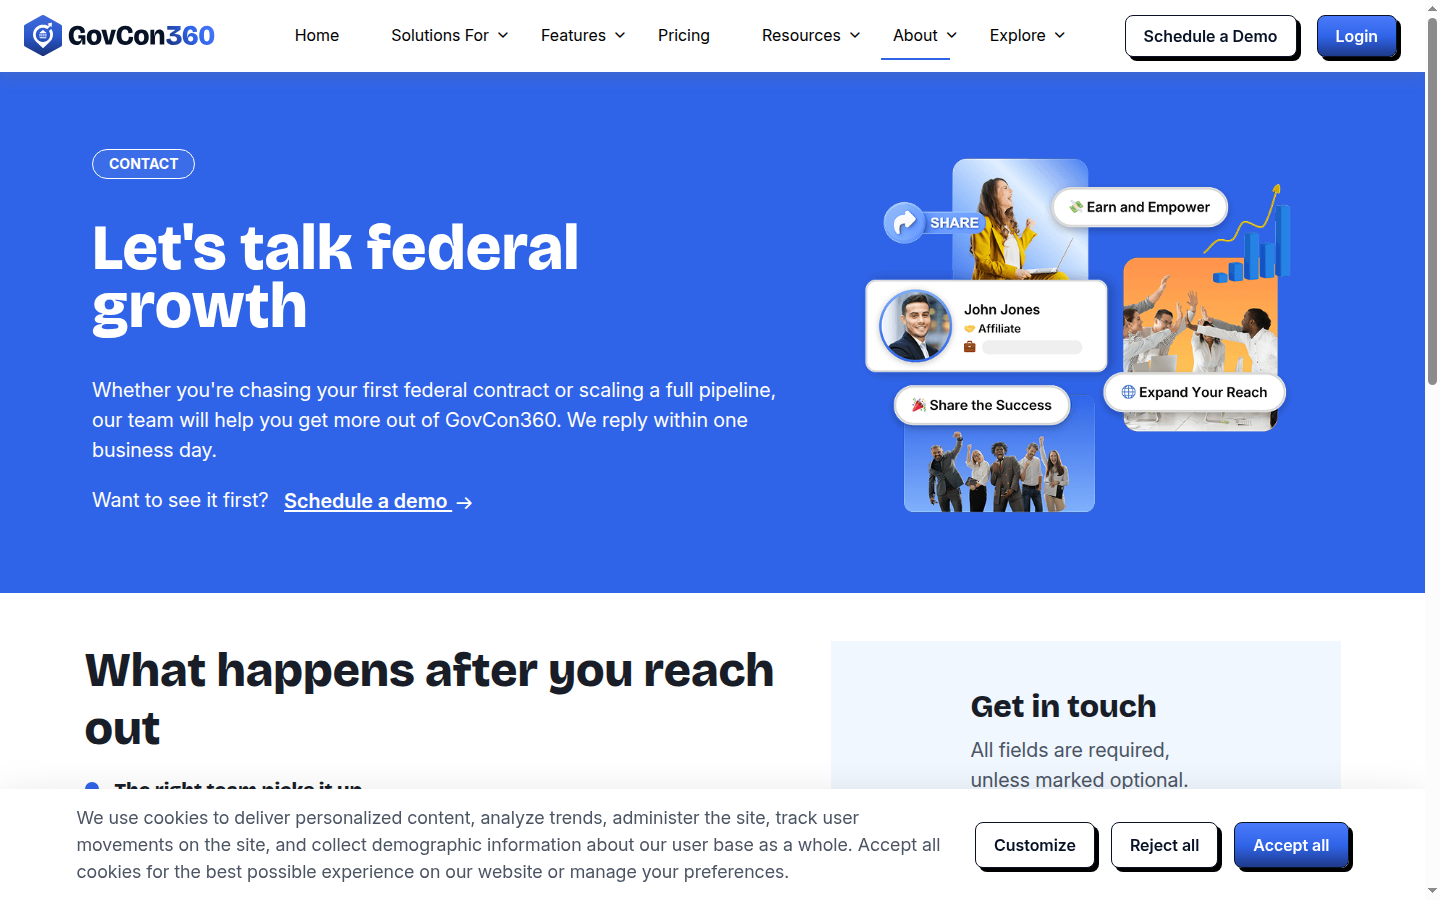 GovCon360
Home
Solutions For
Features
Pricing
Resources
About
Explore
Schedule a Demo
Login
CONTACT
Let's talk federal
growth
Whether you're chasing your first federal contract or scaling a full pipeline,
our team will help you get more out of GovCon360. We reply within one
business day.
Want to see it first? Schedule a demo →
SHARE
Earn and Empower
John Jones
Affiliate
Share the Success
Expand Your Reach
What happens after you reach
out
The right team picks it up
Get in touch
All fields are required,
unless marked optional.
We use cookies to deliver personalized content, analyze trends, administer the site, track user
movements on the site, and collect demographic information about our user base as a whole. Accept all
cookies for the best possible experience on our website or manage your preferences.
Customize
Reject all
Accept all